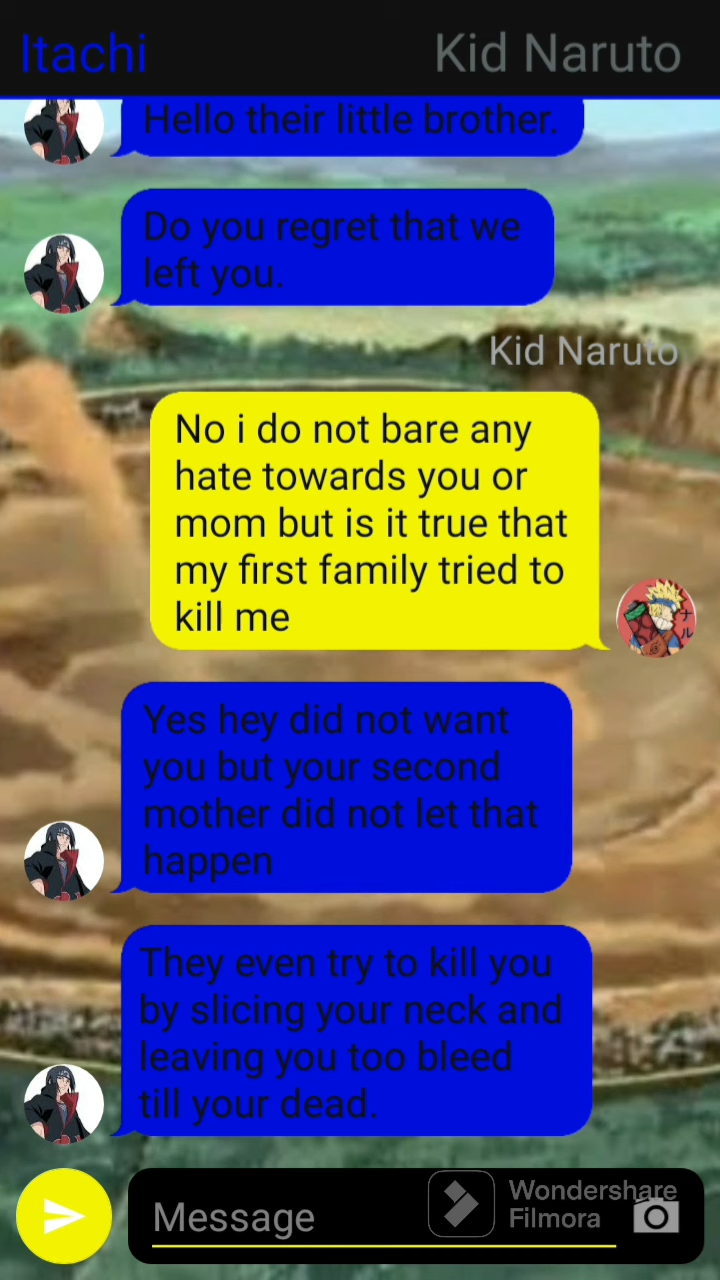 Itachi
Kid Naruto
Hello their little brother.
Do you regret that we
left you.
Kid Naruto
No i do not bare any
hate towards you or
mom but is it true that
my first family tried to
kill me
Yes hey did not want
you but your second
mother did not let that
happen
They even try to kill you
by slicing your neck and
leaving you too bleed
till your dead.
Message
Wondershare
Filmora